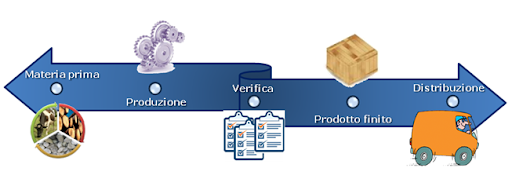 Materia prima
Produzione
Verifica
Prodotto finito
Distribuzione